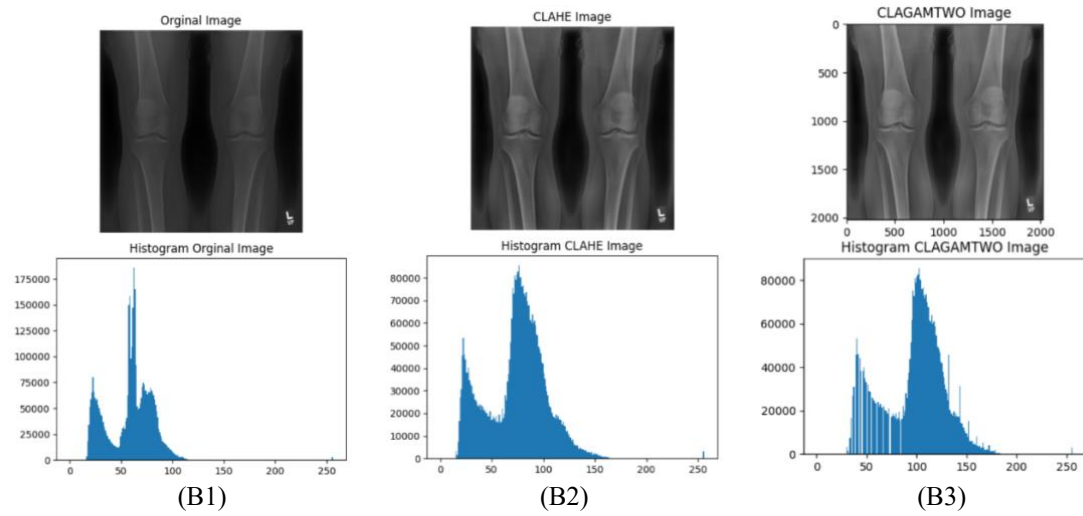 Orginal Image
CLAHE Image
CLAGAMTWO Image
0
500
1000
1500
2000
0 500 1000 1500 2000
L
L
L
Histogram Orginal Image
Histogram CLAHE Image
Histogram CLAGAMTWO Image
175000
150000
125000
100000
75000
50000
25000
0
0 50 100 150 200 250
80000
70000
60000
50000
40000
30000
20000
10000
0
0 50 100 150 200 250
80000
60000
40000
20000
0
0 50 100 150 200 250
(B1)
(B2)
(B3)